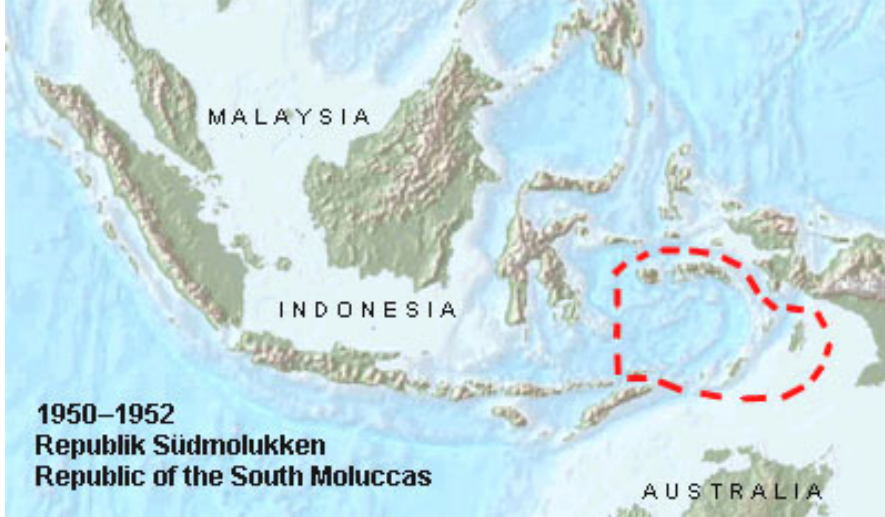 MALAYSIA
INDONESIA
1950–1952
Republik Südmolukken
Republic of the South Moluccas
AUSTRALIA